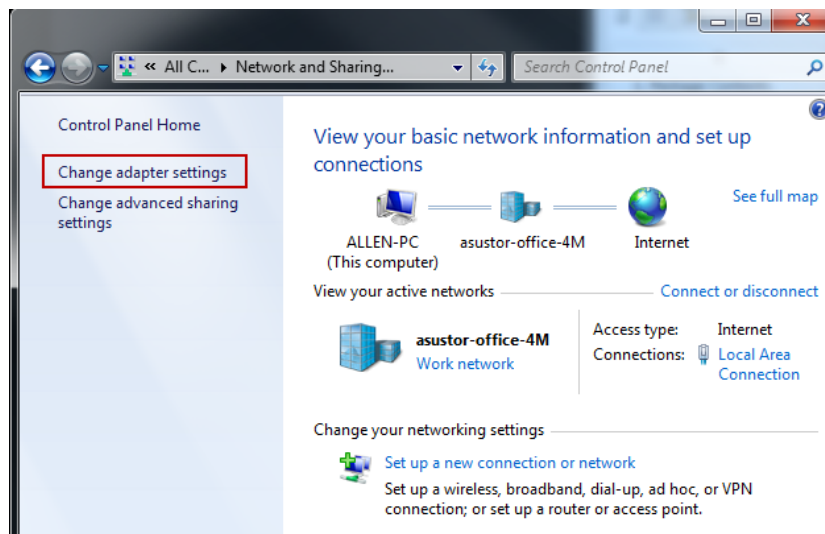 « All C... ▸ Network and Sharing...
Search Control Panel
Control Panel Home
Change adapter settings
Change advanced sharing
settings
View your basic network information and set up
connections
See full map
ALLEN-PC
(This computer)
asustor-office-4M
Internet
View your active networks
Connect or disconnect
asustor-office-4M
Work network
Access type: Internet
Connections: Local Area
Connection
Change your networking settings
Set up a new connection or network
Set up a wireless, broadband, dial-up, ad hoc, or VPN
connection; or set up a router or access point.